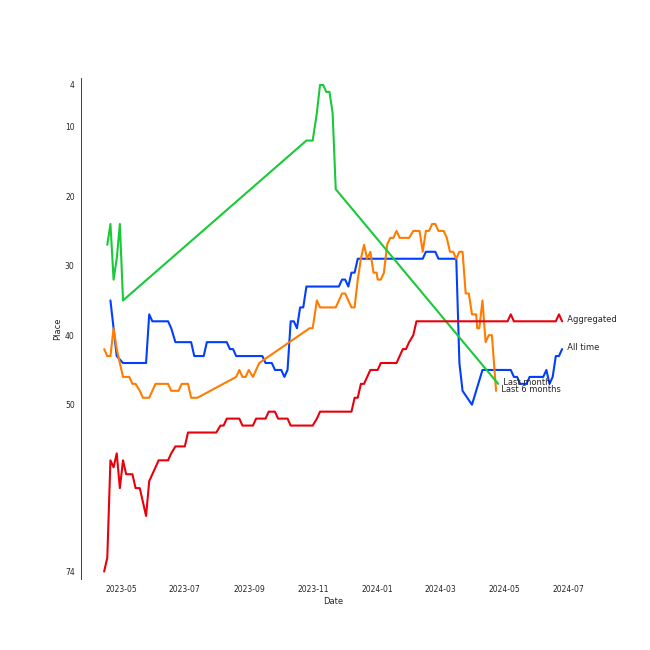 4
10
20
30
40
50
74
Place
Aggregated
All time
Last month
Last 6 months
2023-05
2023-07
2023-09
2023-11
2024-01
2024-03
2024-05
2024-07
Date